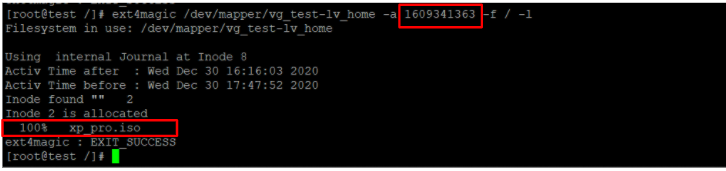 [root@test /]# ext4magic /dev/mapper/vg_test-lv_home -a 1609341363 -f / -l
Filesystem in use: /dev/mapper/vg_test-lv_home
Using internal Journal at Inode 8
Activ Time after : Wed Dec 30 16:16:03 2020
Activ Time before : Wed Dec 30 17:47:52 2020
Inode found "" 2
Inode 2 is allocated
100% xp_pro.iso
ext4magic : EXIT_SUCCESS
[root@test /]#